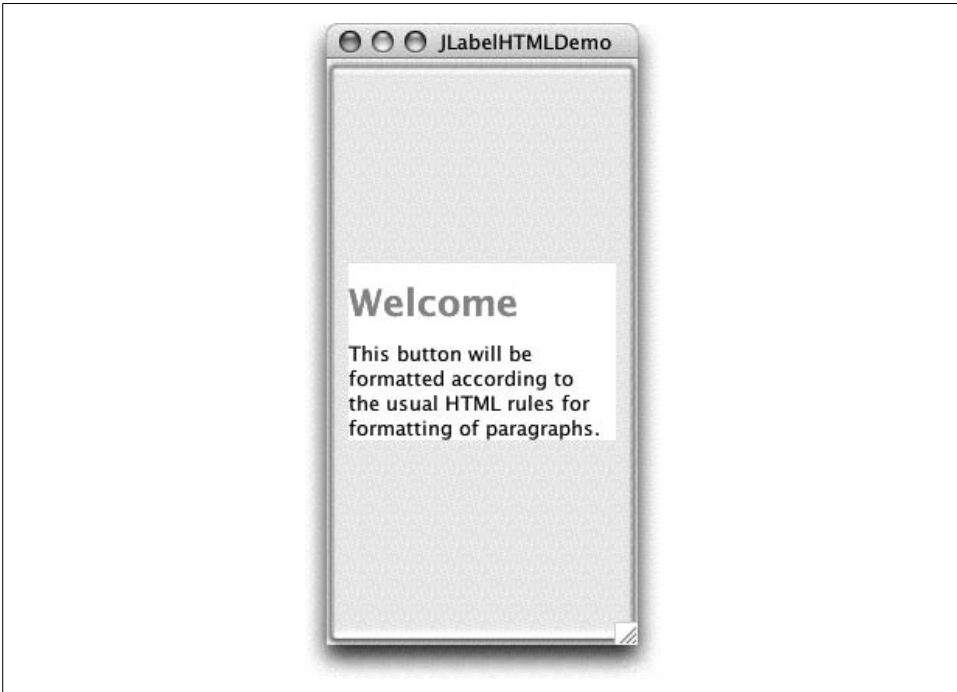 JLabelHTMLDemo
Welcome
This button will be
formatted according to
the usual HTML rules for
formatting of paragraphs.